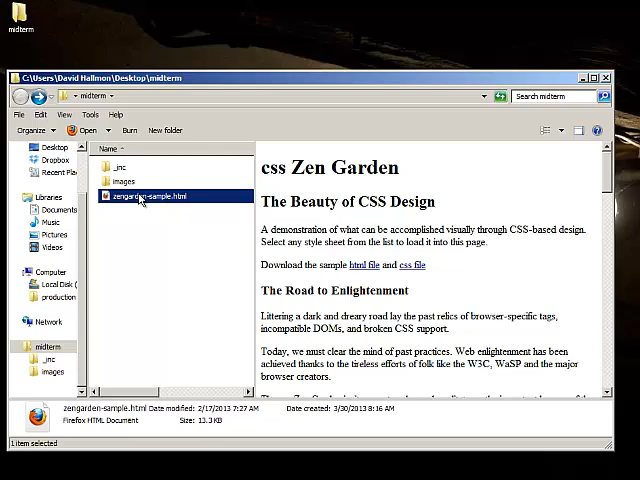 midterm
C:\Users\David Hallmon\Desktop\midterm
midterm
Search midterm
File Edit View Tools Help
Organize Open Burn New folder
Desktop
Dropbox
Recent Pla
Libraries
Documents
Music
Pictures
Videos
Computer
Local Disk (
production
Network
midterm
_inc
images
Name
_inc
images
zengarden-sample.html
css Zen Garden
The Beauty of CSS Design
A demonstration of what can be accomplished visually through CSS-based design.
Select any style sheet from the list to load it into this page.
Download the sample html file and css file
The Road to Enlightenment
Littering a dark and dreary road lay the past relics of browser-specific tags,
incompatible DOMs, and broken CSS support.
Today, we must clear the mind of past practices. Web enlightenment has been
achieved thanks to the tireless efforts of folk like the W3C, WaSP and the major
browser creators.
zengarden-sample.html Date modified: 2/17/2013 7:27 AM Date created: 3/30/2013 8:16 AM
Firefox HTML Document Size: 13.3 KB
1 item selected